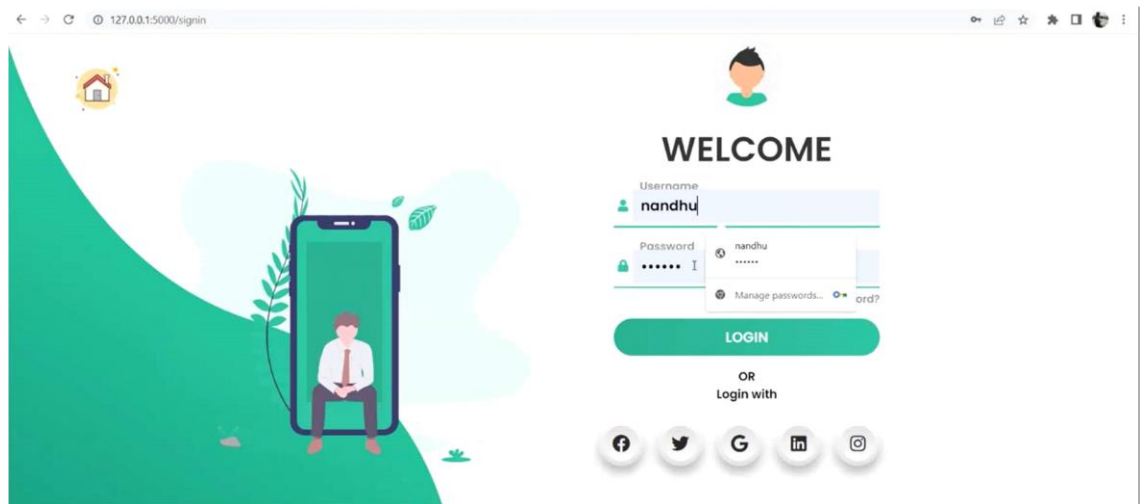 127.0.0.1:5000/signin
WELCOME
Username
nandhu
Password
••••••
nandhu
••••••
Manage passwords...
ord?
LOGIN
OR
Login with